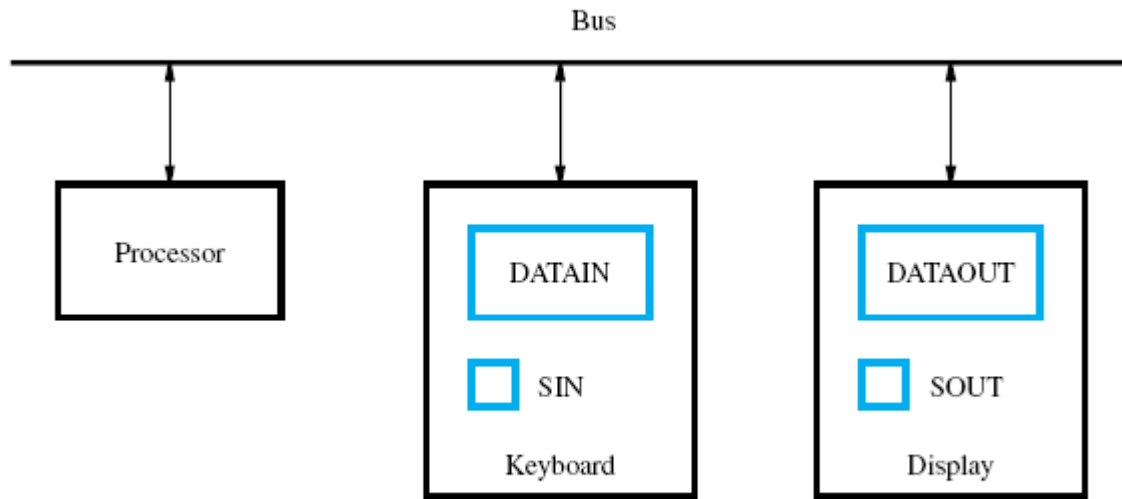 Bus
Processor
DATAIN
DATAOUT
SIN
SOUT
Keyboard
Display